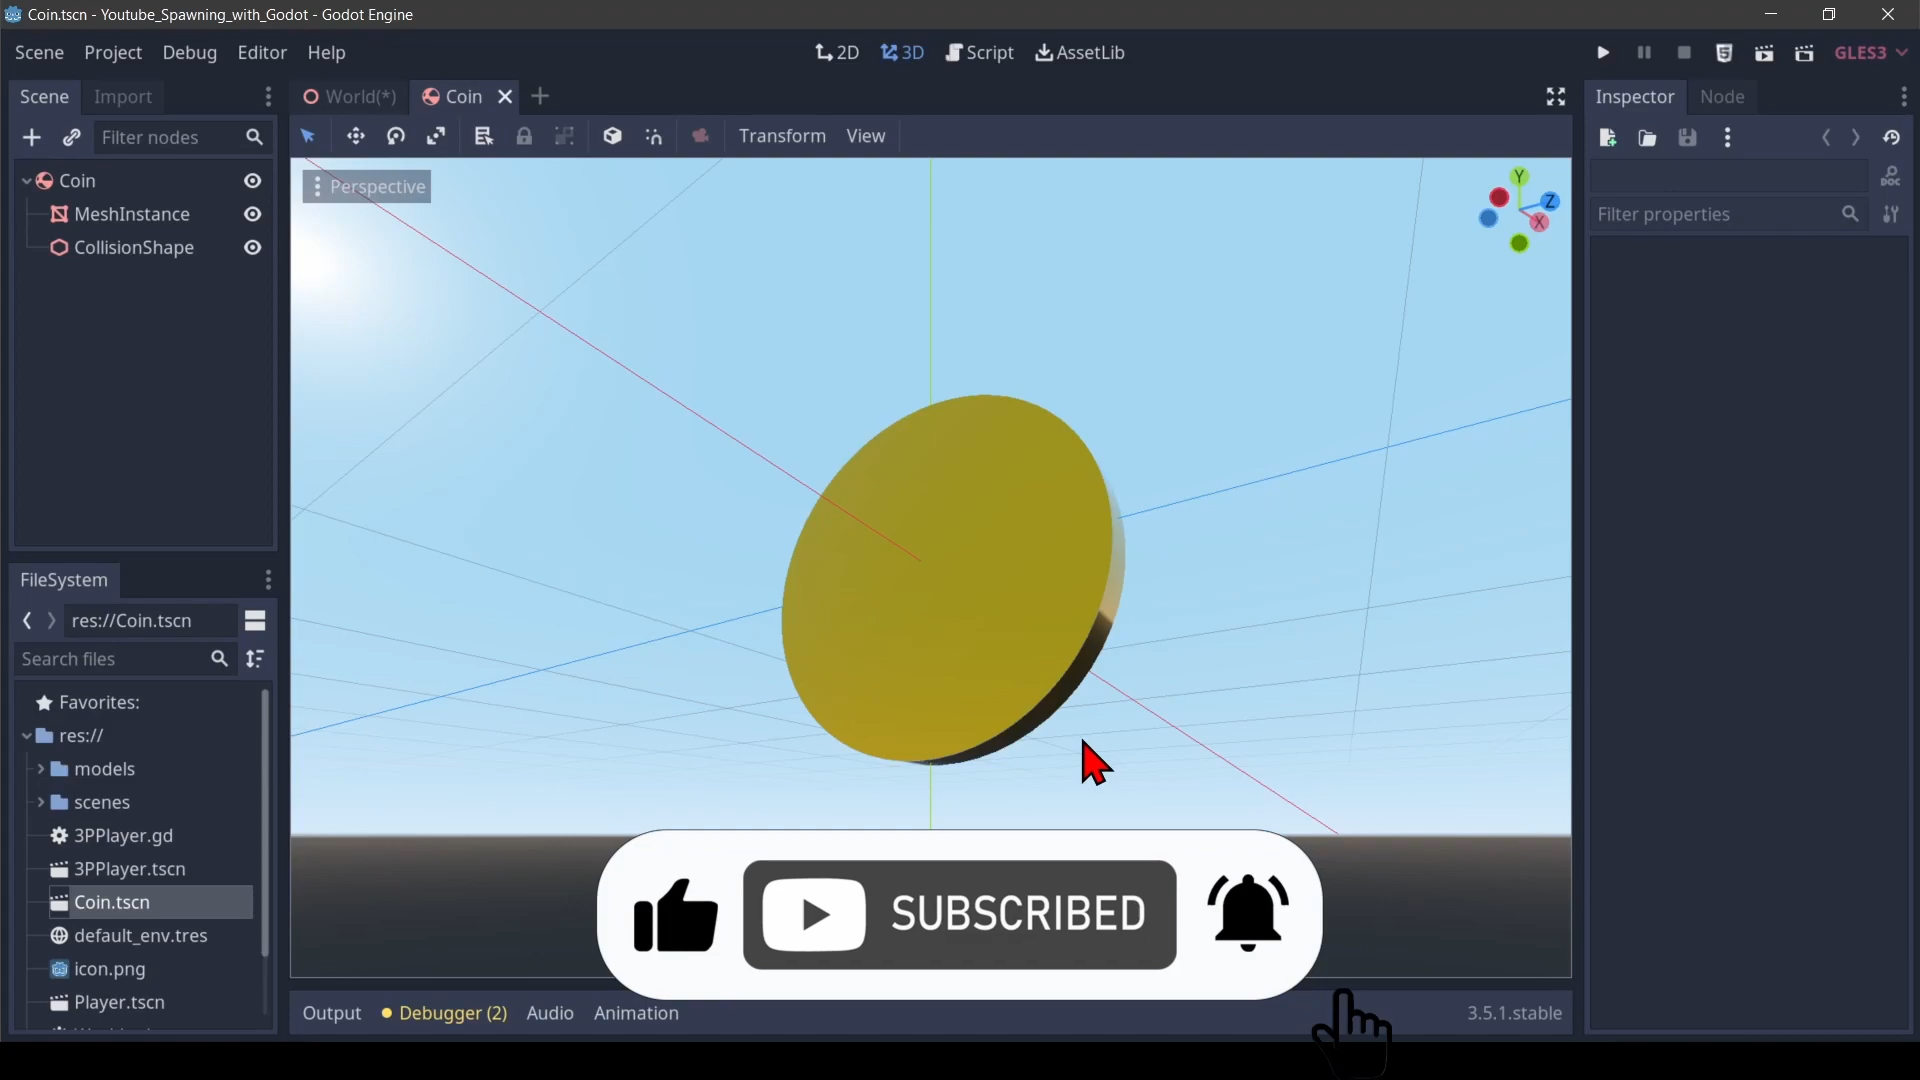 Coin.tscn - Youtube_Spawning_with_Godot - Godot Engine
Scene Project Debug Editor Help
2D 3D Script AssetLib
GLES3
Scene Import
World(*) Coin
Inspector Node
Filter nodes
Transform View
Coin
MeshInstance
CollisionShape
Perspective
Y
Z
X
DOC
Filter properties
FileSystem
res://Coin.tscn
Search files
Favorites:
res://
models
scenes
3PPlayer.gd
3PPlayer.tscn
Coin.tscn
default_env.tres
icon.png
Player.tscn
SUBSCRIBED
Output Debugger (2) Audio Animation
3.5.1.stable